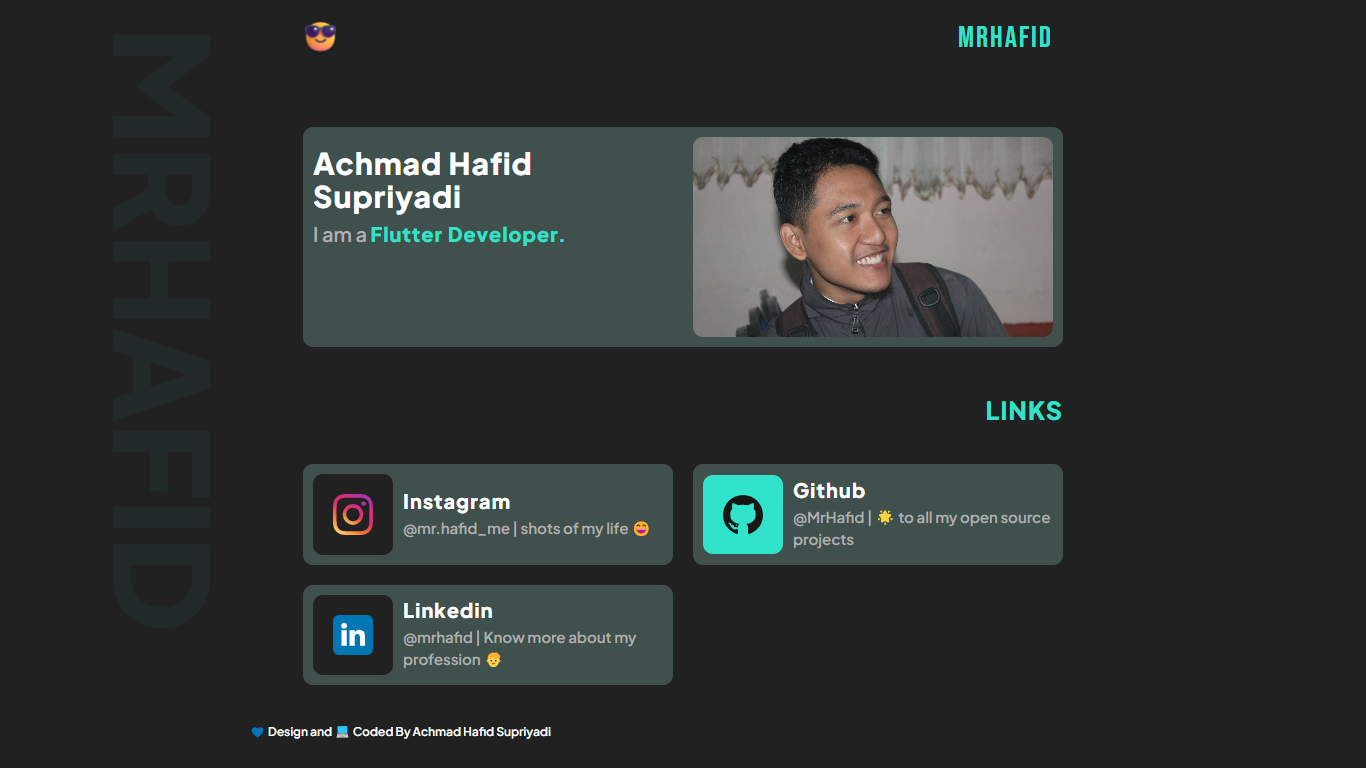 MRHAFID
MRHAFID
Achmad Hafid
Supriyadi
I am a Flutter Developer.
LINKS
Instagram
@mr.hafid_me | shots of my life 😄
Github
@MrHafid | 🌟 to all my open source
projects
Linkedin
@mrhafid | Know more about my
profession 👨
💙 Design and 💻 Coded By Achmad Hafid Supriyadi